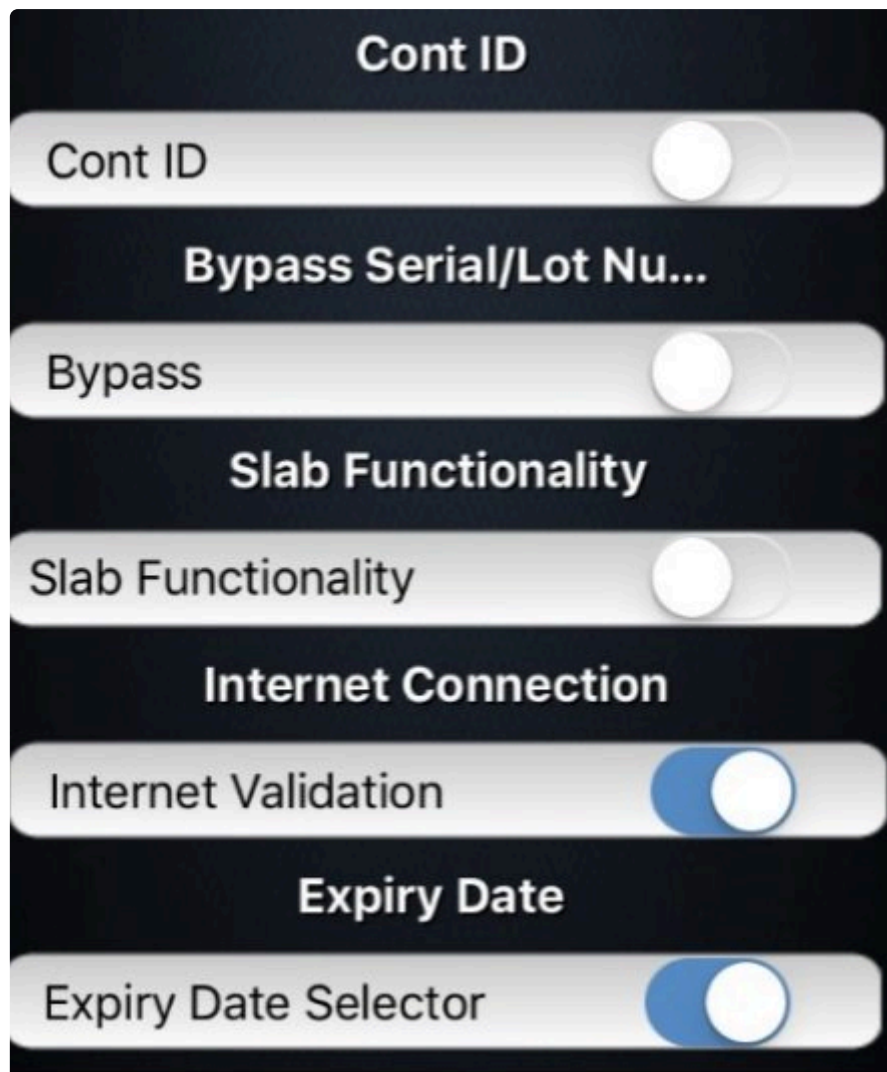 Cont ID
Cont ID
Bypass Serial/Lot Nu...
Bypass
Slab Functionality
Slab Functionality
Internet Connection
Internet Validation
Expiry Date
Expiry Date Selector